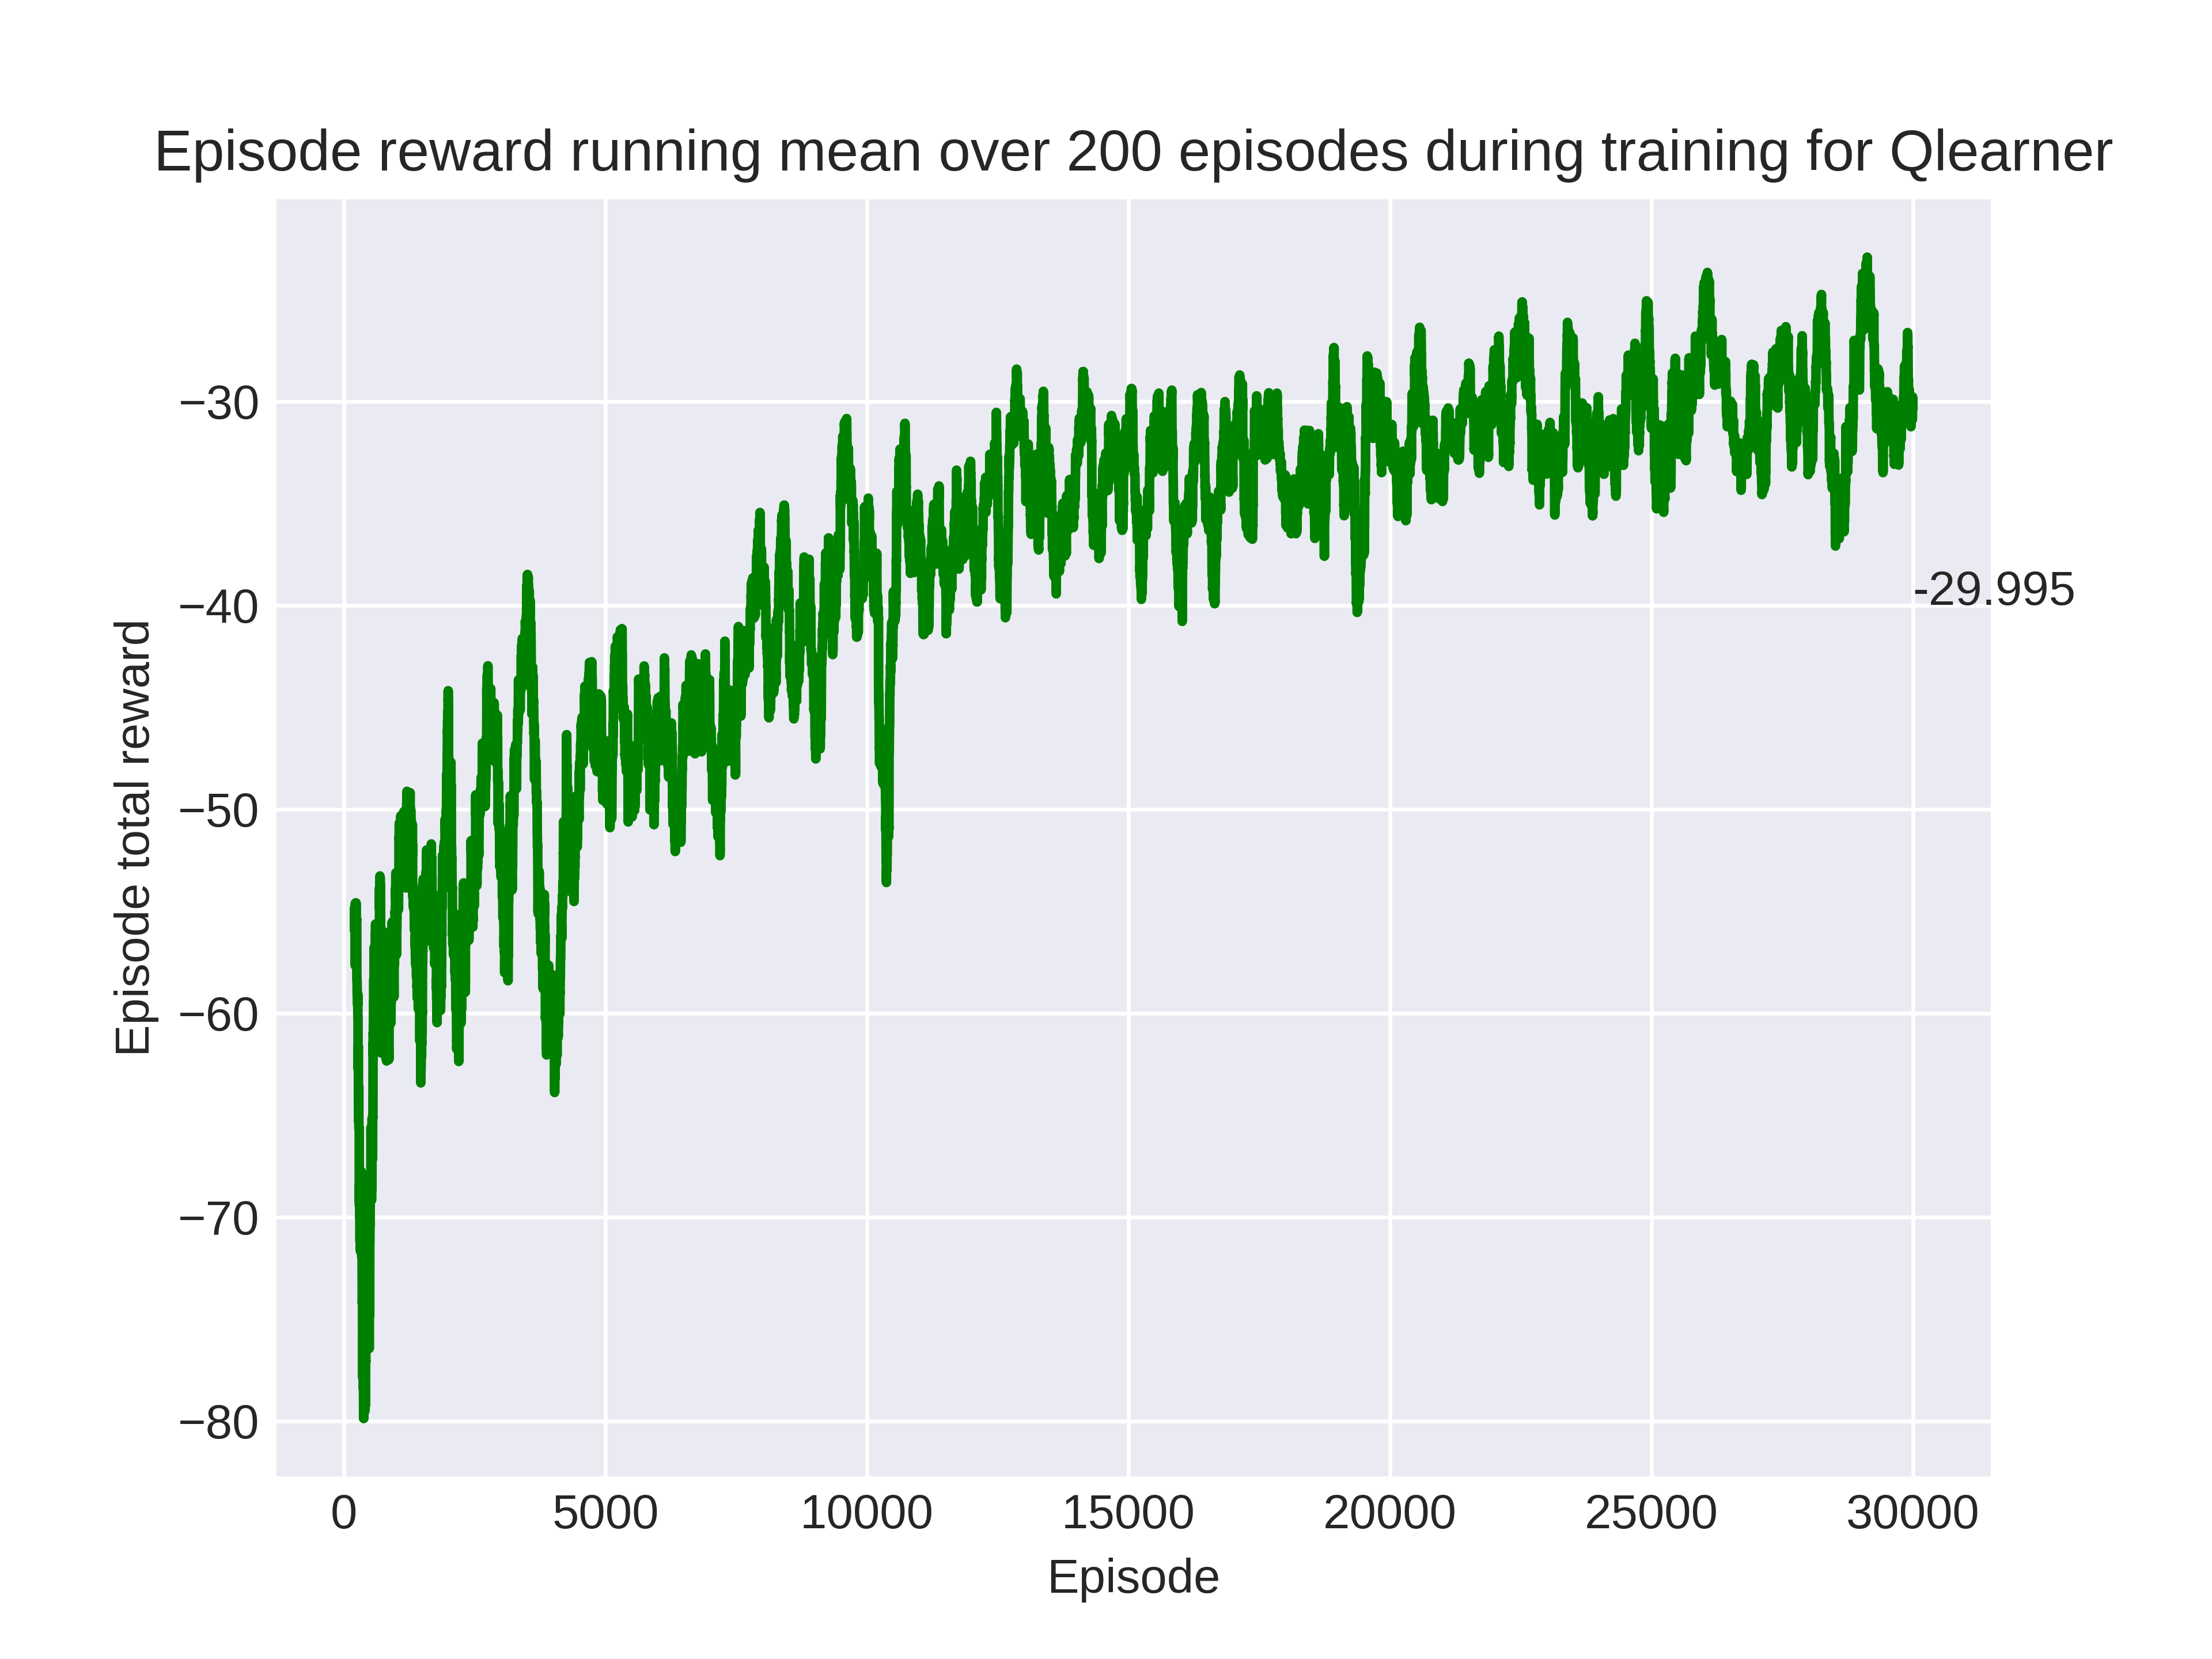 Episode reward running mean over 200 episodes during training for Qlearner
Episode total reward
−30
−40
−50
−60
−70
−80
-29.995
0 5000 10000 15000 20000 25000 30000
Episode